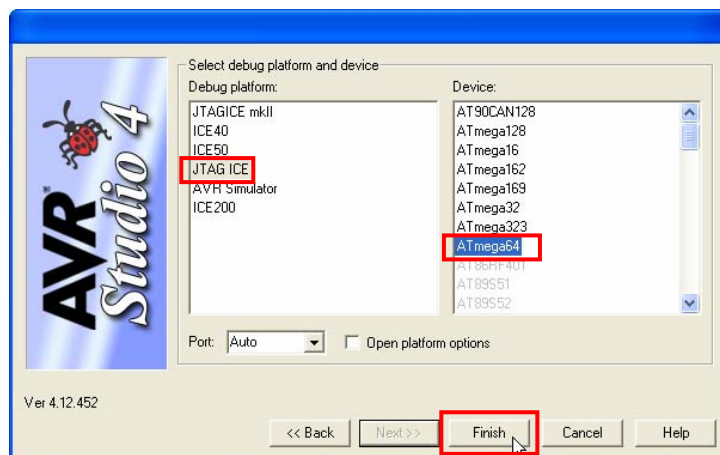 AVR Studio 4
Select debug platform and device
Debug platform:
JTAGICE mkII
ICE40
ICE50
JTAG ICE
AVR Simulator
ICE200
Device:
AT90CAN128
ATmega128
ATmega16
ATmega162
ATmega169
ATmega32
ATmega323
ATmega64
AT86RF401
AT89S51
AT89S52
Port: Auto
Open platform options
Ver 4.12.452
<< Back
Next >>
Finish
Cancel
Help